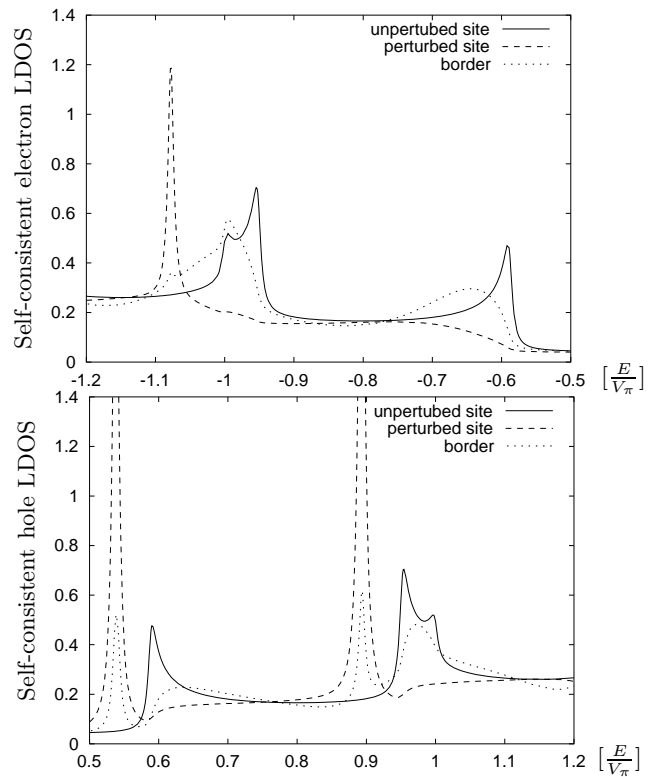 Self-consistent electron LDOS
1.4
1.2
1
0.8
0.6
0.4
0.2
0
unpertubed site
perturbed site
border
-1.2 -1.1 -1 -0.9 -0.8 -0.7 -0.6 -0.5 [E/Vπ]
Self-consistent hole LDOS
1.4
1.2
1
0.8
0.6
0.4
0.2
0
unpertubed site
perturbed site
border
0.5 0.6 0.7 0.8 0.9 1 1.1 1.2 [E/Vπ]